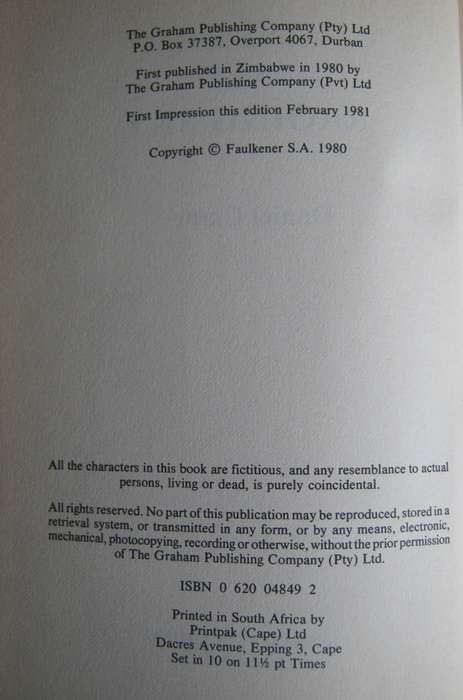 The Graham Publishing Company (Pty) Ltd
P.O. Box 37387, Overport 4067, Durban
First published in Zimbabwe in 1980 by
The Graham Publishing Company (Pvt) Ltd
First Impression this edition February 1981
Copyright © Faulkener S.A. 1980
All the characters in this book are fictitious, and any resemblance to actual
persons, living or dead, is purely coincidental.
All rights reserved. No part of this publication may be reproduced, stored in a
retrieval system, or transmitted in any form, or by any means, electronic,
mechanical, photocopying, recording or otherwise, without the prior permission
of The Graham Publishing Company (Pty) Ltd.
ISBN 0 620 04849 2
Printed in South Africa by
Printpak (Cape) Ltd
Dacres Avenue, Epping 3, Cape
Set in 10 on 11½ pt Times